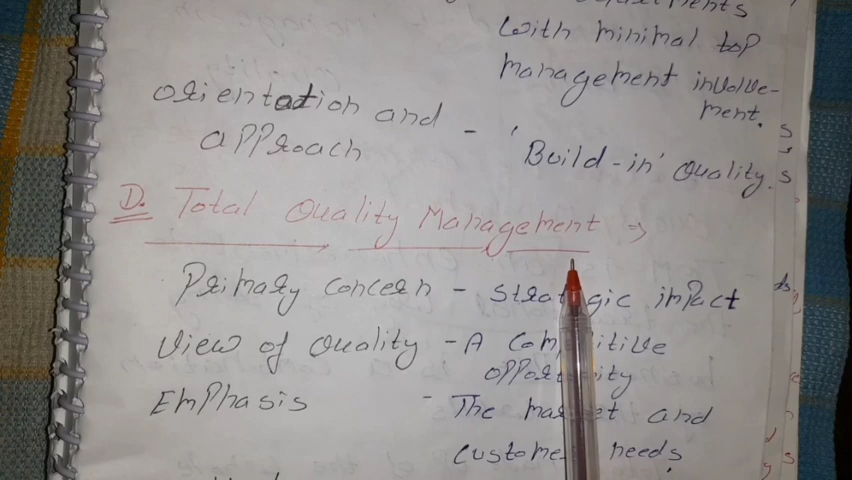 with minimal top
management involve-
ment.
Orientation and
approach - 'Build-in' Quality.
D. Total Quality Management →
Primary concern - strategic impact
View of Quality - A Competitive
opportunity
Emphasis - The market and
customer needs